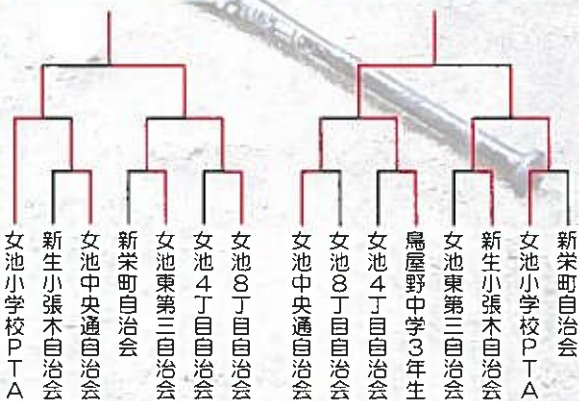 女池小学校PTA
新生小張木自治会
女池中央通自治会
新栄町自治会
女池東第三自治会
女池4丁目自治会
女池8丁目自治会
女池中央通自治会
女池8丁目自治会
女池4丁目自治会
鳥屋野中学3年生
女池東第三自治会
新生小張木自治会
女池小学校PTA
新栄町自治会